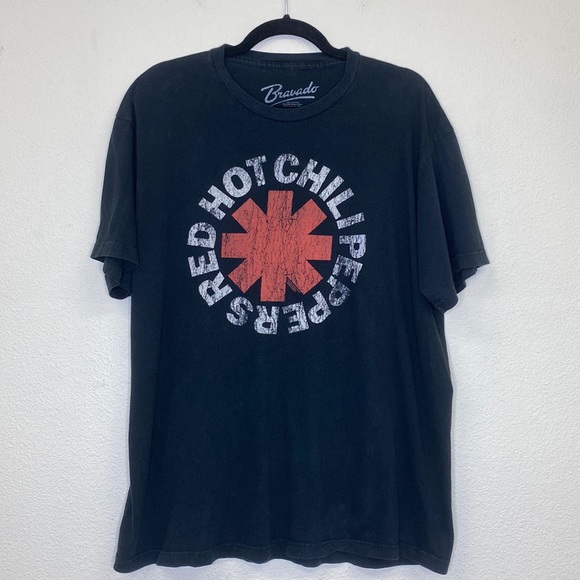 Bravado
RED HOT CHILI PEPPERS